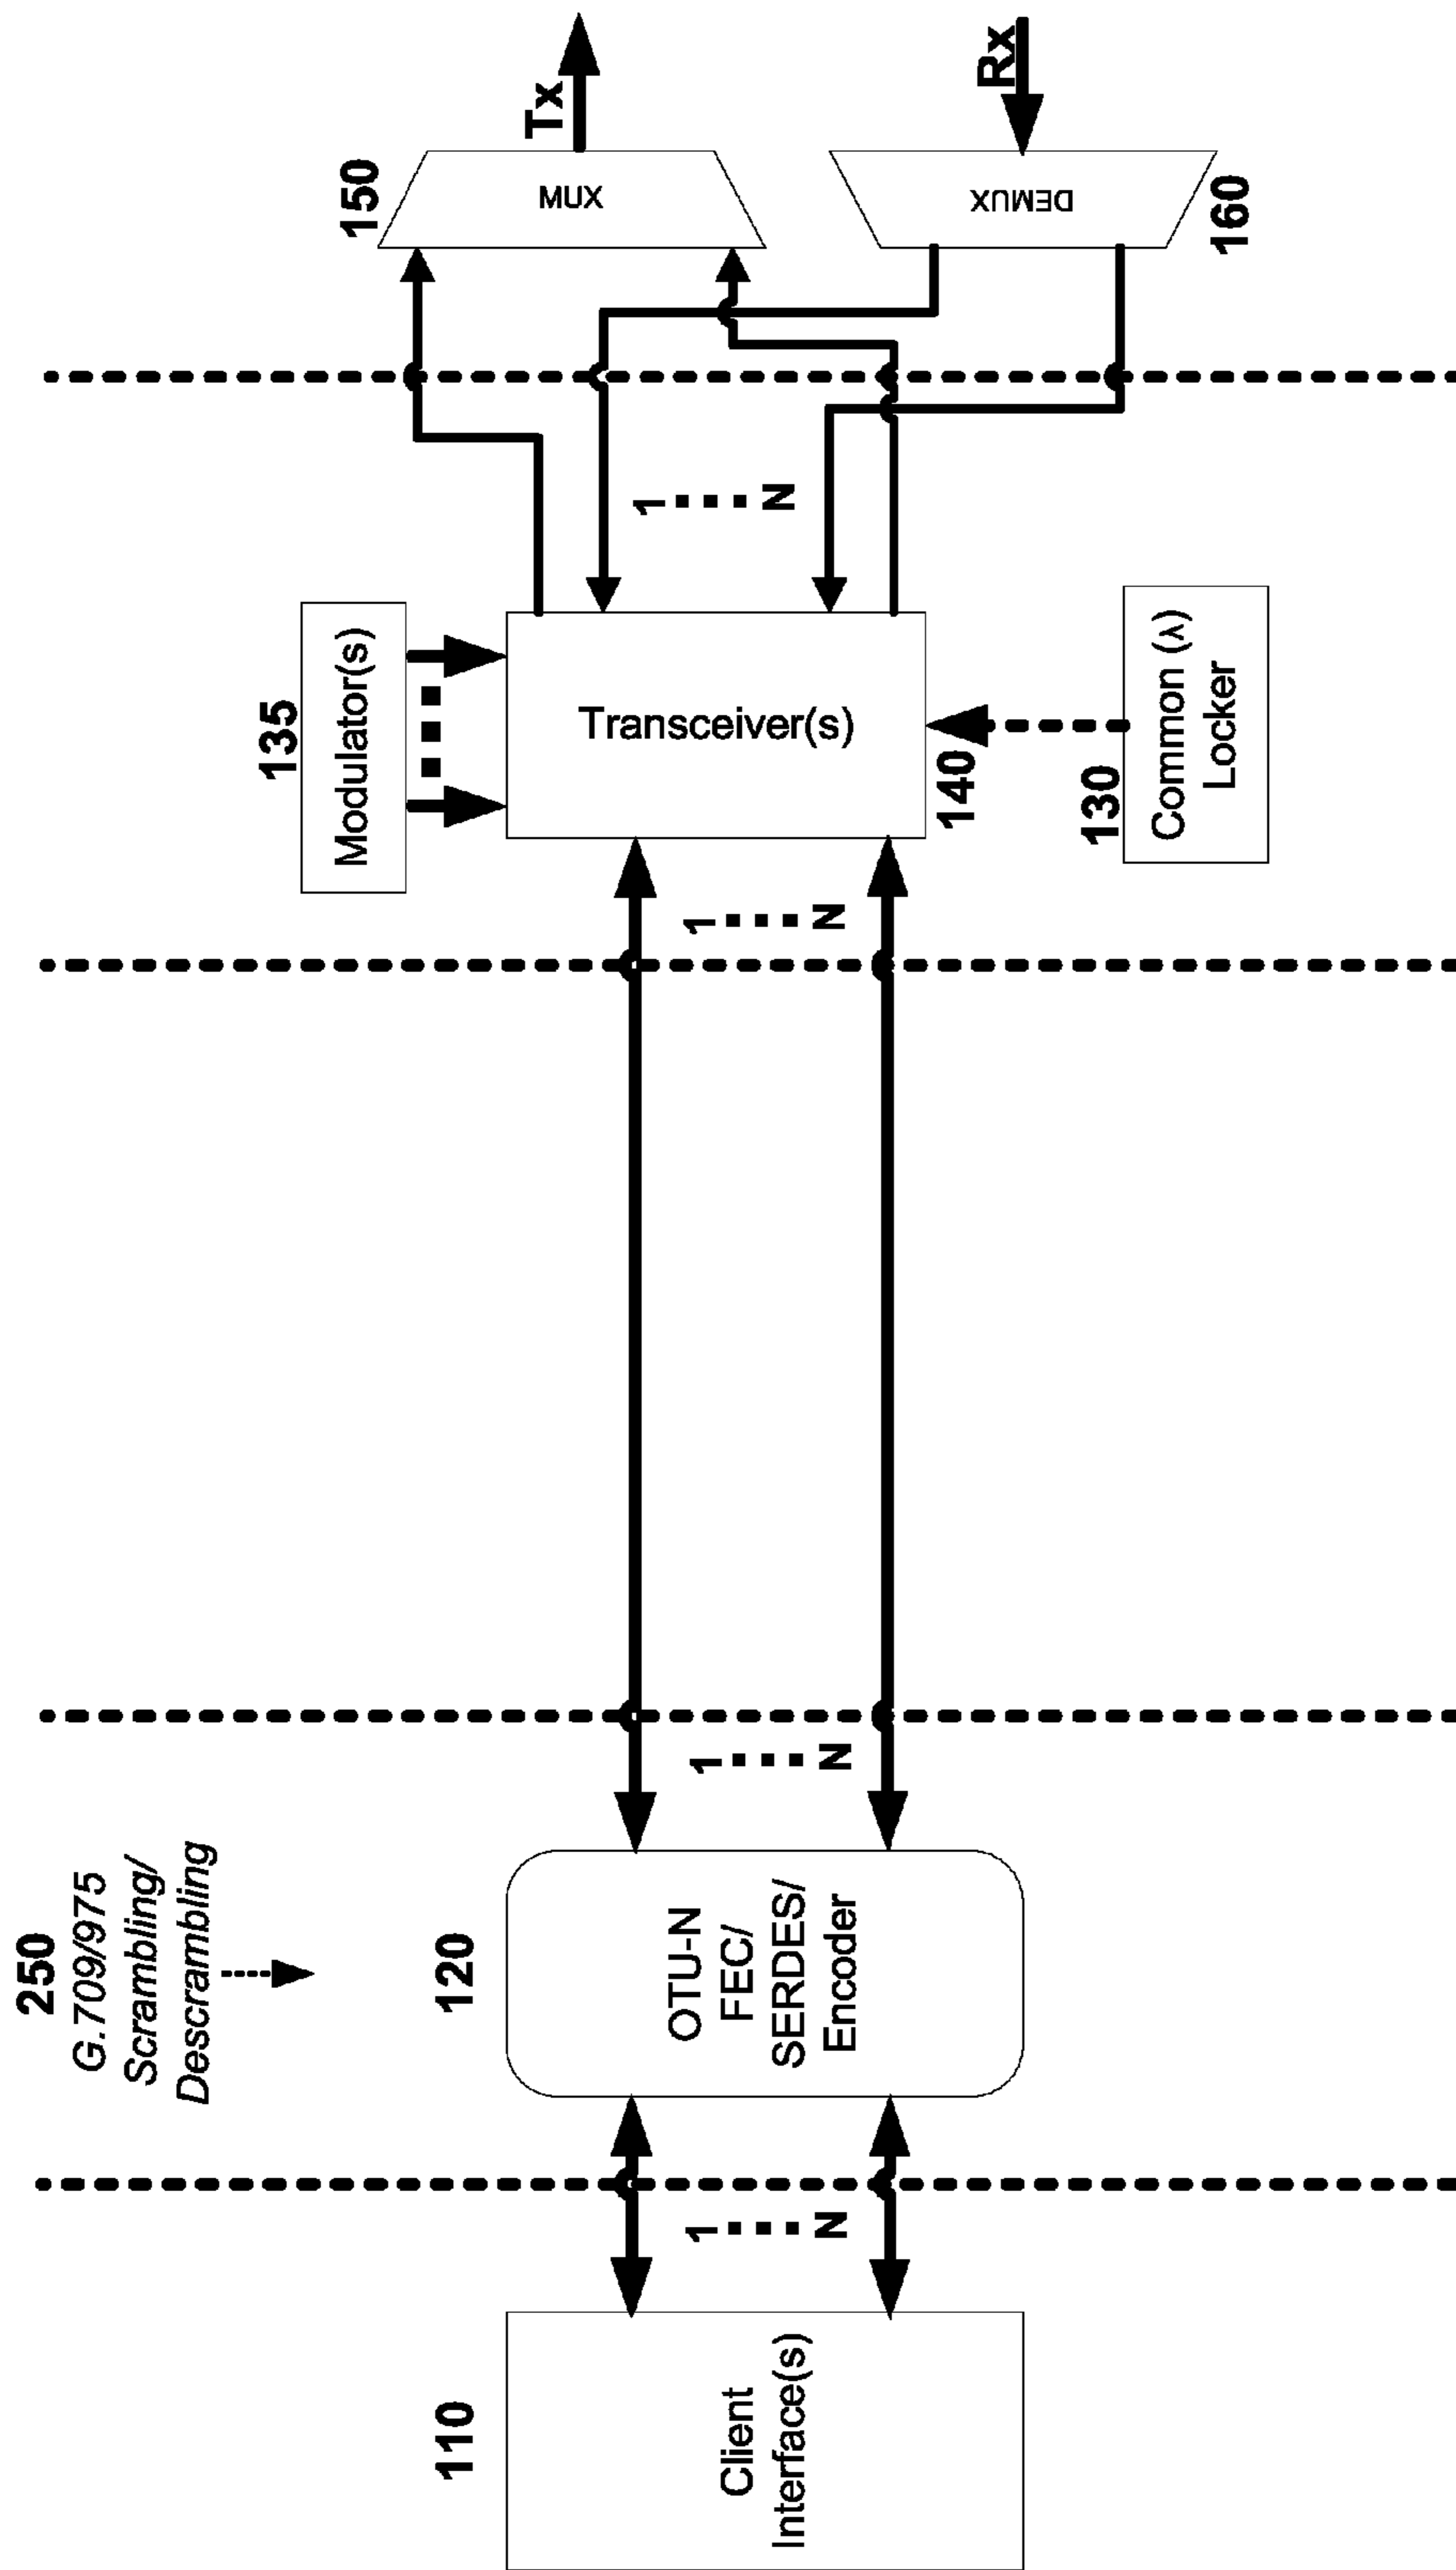 110
Client
Interface(s)
1
N
250
G.709/975
Scrambling/
Descrambling
120
OTU-N
FEC/
SERDES/
Encoder
1
N
1
N
135
Modulator(s)
Transceiver(s)
140
130
Common (λ)
Locker
1
N
150
MUX
Tx
Rx
DEMUX
160